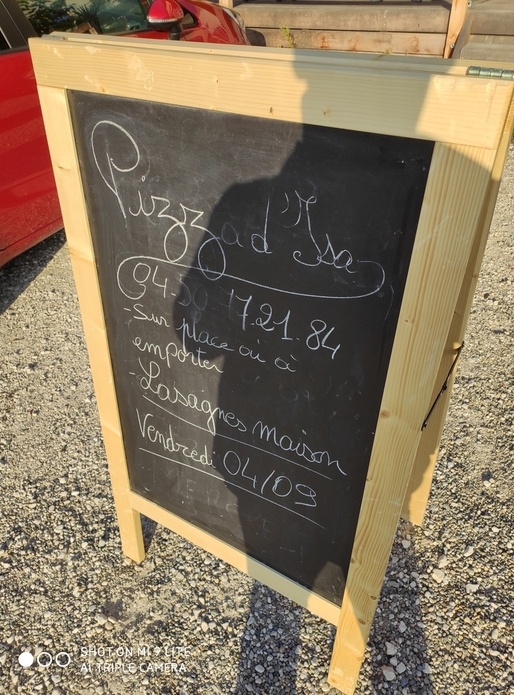 Pizza d'Isa
04 50 17.21.84
- Sur place ou à
emporter
- Lasagnes maison
Vendredi 04/09
SHOT ON MI 9 LITE
AI TRIPLE CAMERA